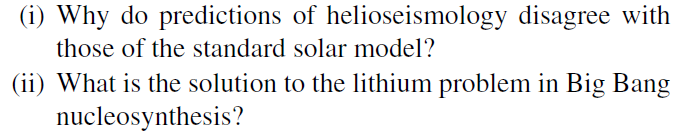 (i) Why do predictions of helioseismology disagree with
those of the standard solar model?
(ii) What is the solution to the lithium problem in Big Bang
nucleosynthesis?